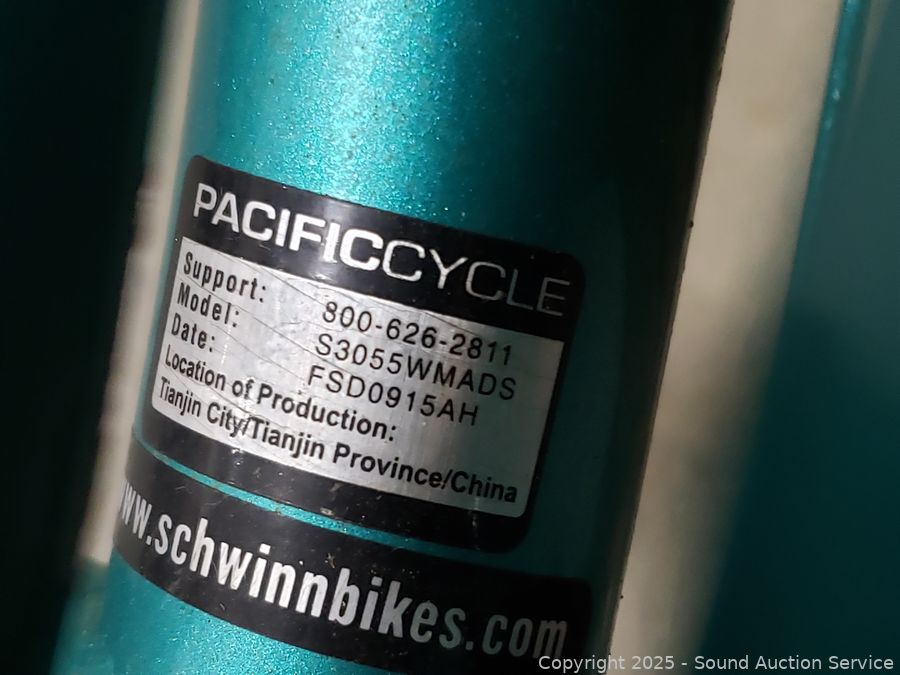 PACIFICCYCLE
Support: 800-626-2811
Model: S3055WMADS
Date: FSD0915AH
Location of Production:
Tianjin City/Tianjin Province/China
www.schwinnbikes.com
Copyright 2025 - Sound Auction Service